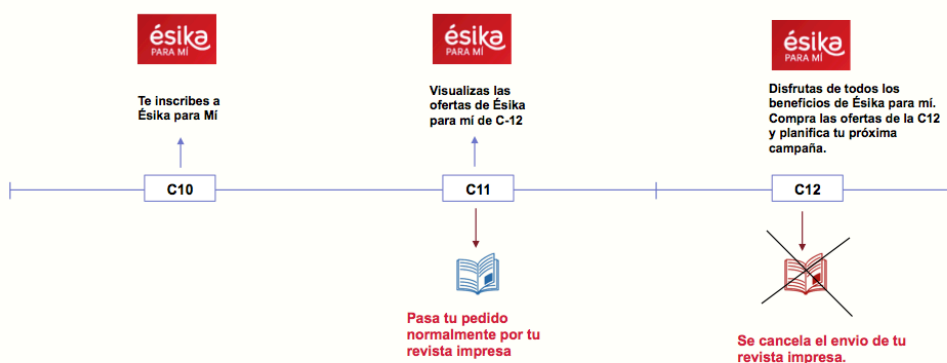 ésika
PARA MÍ
ésika
PARA MÍ
ésika
PARA MÍ
Te inscribes a
Ésika para Mí
Visualizas las
ofertas de Ésika
para mí de C-12
Disfrutas de todos los
beneficios de Ésika para mí.
Compra las ofertas de la C12
y planifica tu próxima
campaña.
C10
C11
C12
Pasa tu pedido
normalmente por tu
revista impresa
Se cancela el envio de tu
revista impresa.